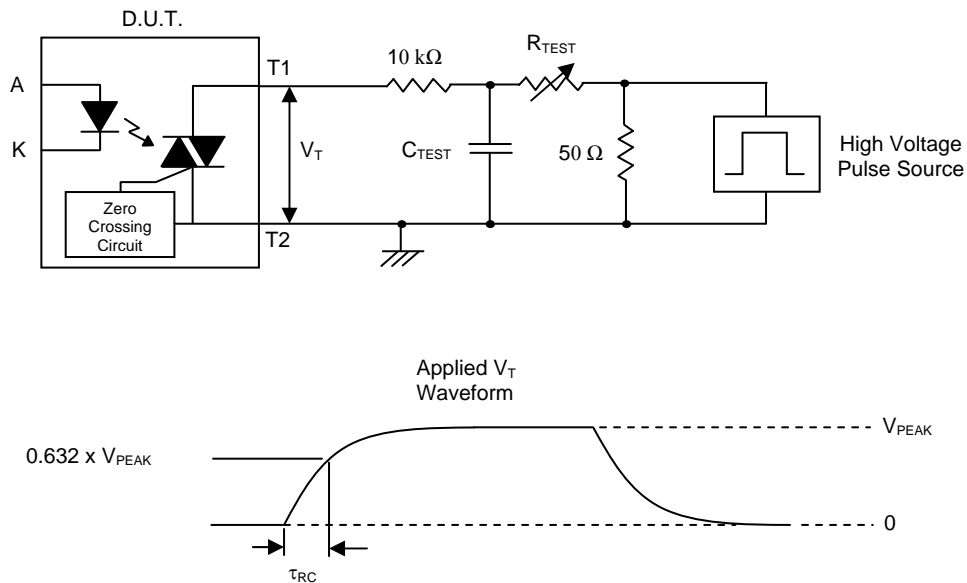 D.U.T.
A
K
Zero
Crossing
Circuit
T1
V_T
T2
10 kΩ
R_TEST
C_TEST
50 Ω
High Voltage
Pulse Source
Applied V_T
Waveform
V_PEAK
0.632 x V_PEAK
0
τ_RC